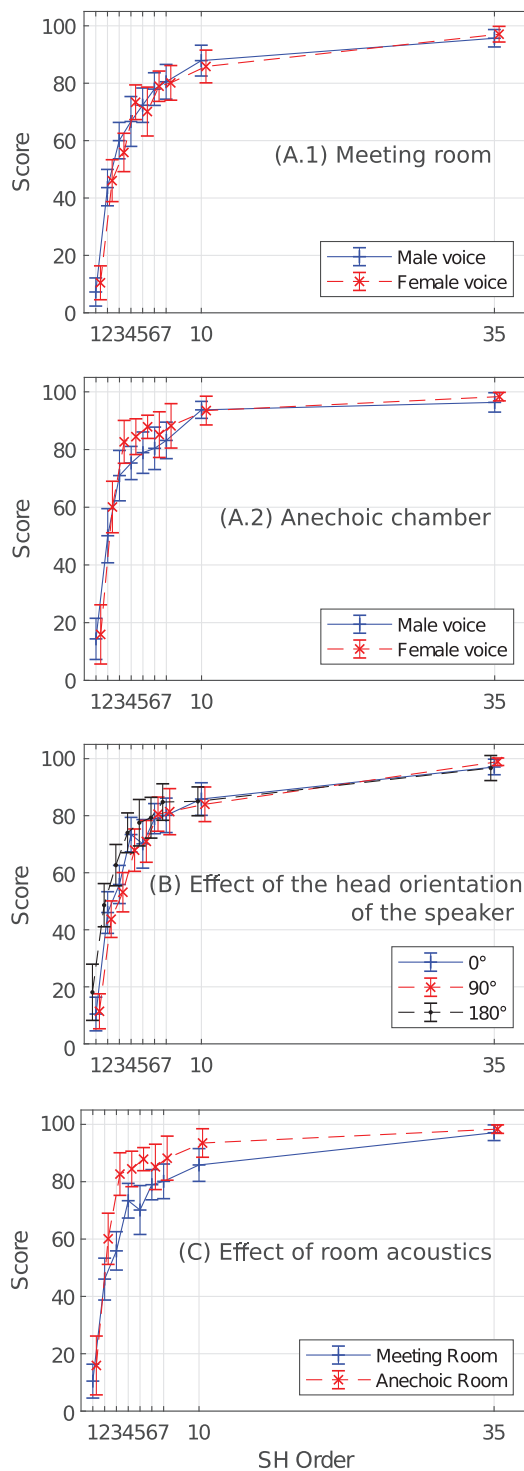 100
80
60
40
20
0
Score
(A.1) Meeting room
Male voice
Female voice
1234567 10 35
100
80
60
40
20
0
Score
(A.2) Anechoic chamber
Male voice
Female voice
1234567 10 35
100
80
60
40
20
0
Score
(B) Effect of the head orientation
of the speaker
0°
90°
180°
1234567 10 35
100
80
60
40
20
0
Score
(C) Effect of room acoustics
Meeting Room
Anechoic Room
1234567 10 35
SH Order